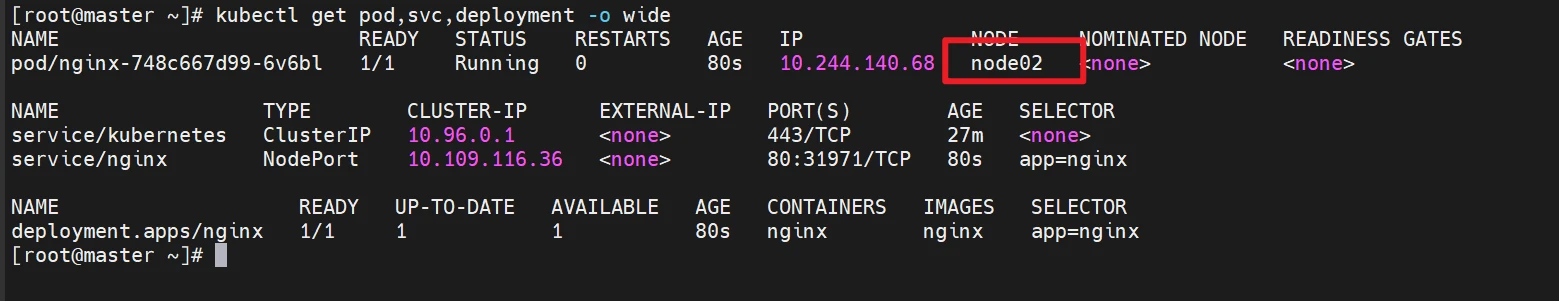 [root@master ~]# kubectl get pod,svc,deployment -o wide
NAME                         READY   STATUS    RESTARTS   AGE   IP              NODE     NOMINATED NODE   READINESS GATES
pod/nginx-748c667d99-6v6bl   1/1     Running   0          80s   10.244.140.68   node02   <none>           <none>
NAME                 TYPE        CLUSTER-IP      EXTERNAL-IP   PORT(S)        AGE   SELECTOR
service/kubernetes   ClusterIP   10.96.0.1       <none>        443/TCP        27m   <none>
service/nginx        NodePort    10.109.116.36   <none>        80:31971/TCP   80s   app=nginx
NAME                    READY   UP-TO-DATE   AVAILABLE   AGE   CONTAINERS   IMAGES   SELECTOR
deployment.apps/nginx   1/1     1            1           80s   nginx        nginx    app=nginx
[root@master ~]#